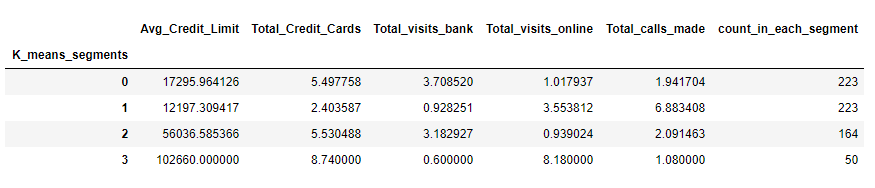 Avg_Credit_Limit Total_Credit_Cards Total_visits_bank Total_visits_online Total_calls_made count_in_each_segment
K_means_segments
0 17295.964126 5.497758 3.708520 1.017937 1.941704 223
1 12197.309417 2.403587 0.928251 3.553812 6.883408 223
2 56036.585366 5.530488 3.182927 0.939024 2.091463 164
3 102660.000000 8.740000 0.600000 8.180000 1.080000 50